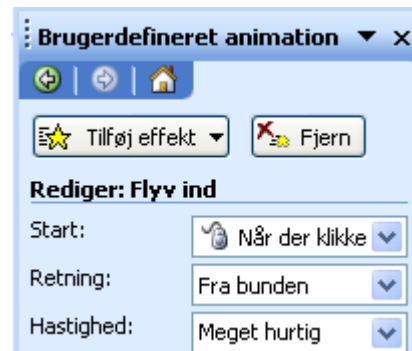 Brugerdefineret animation
Tilføj effekt Fjern
Rediger: Flyv ind
Start: Når der klikke
Retning: Fra bunden
Hastighed: Meget hurtig